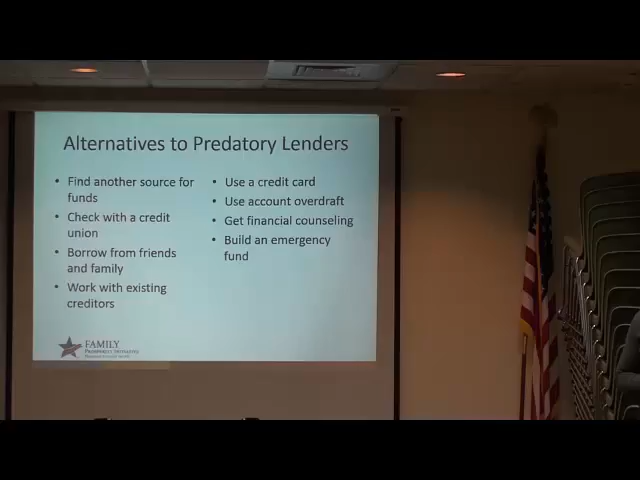 Alternatives to Predatory Lenders
• Find another source for
funds
• Check with a credit
union
• Borrow from friends
and family
• Work with existing
creditors
• Use a credit card
• Use account overdraft
• Get financial counseling
• Build an emergency
fund
FAMILY